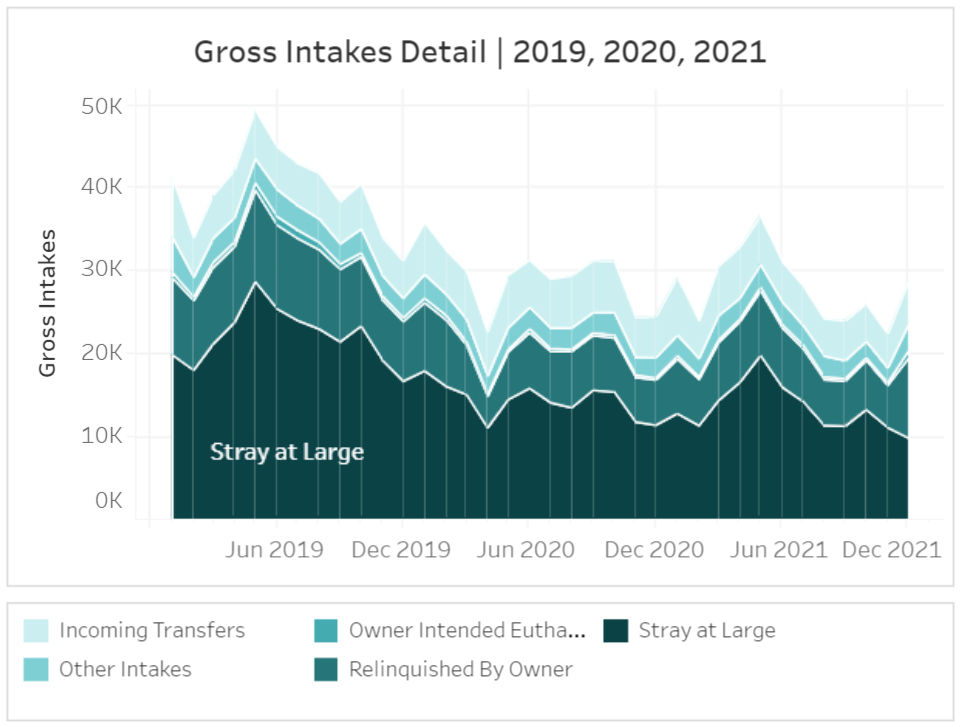 Gross Intakes Detail | 2019, 2020, 2021
50K
40K
30K
20K
10K
0K
Gross Intakes
Stray at Large
Jun 2019 Dec 2019 Jun 2020 Dec 2020 Jun 2021 Dec 2021
Incoming Transfers Owner Intended Eutha... Stray at Large
Other Intakes Relinquished By Owner